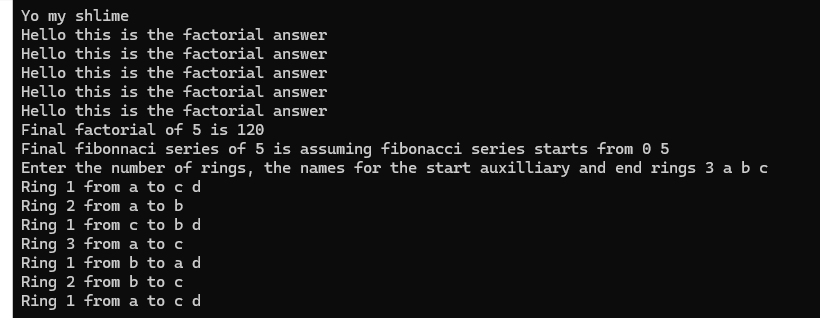 Yo my shlime
Hello this is the factorial answer
Hello this is the factorial answer
Hello this is the factorial answer
Hello this is the factorial answer
Hello this is the factorial answer
Final factorial of 5 is 120
Final fibonnaci series of 5 is assuming fibonacci series starts from 0 5
Enter the number of rings, the names for the start auxilliary and end rings 3 a b c
Ring 1 from a to c d
Ring 2 from a to b
Ring 1 from c to b d
Ring 3 from a to c
Ring 1 from b to a d
Ring 2 from b to c
Ring 1 from a to c d